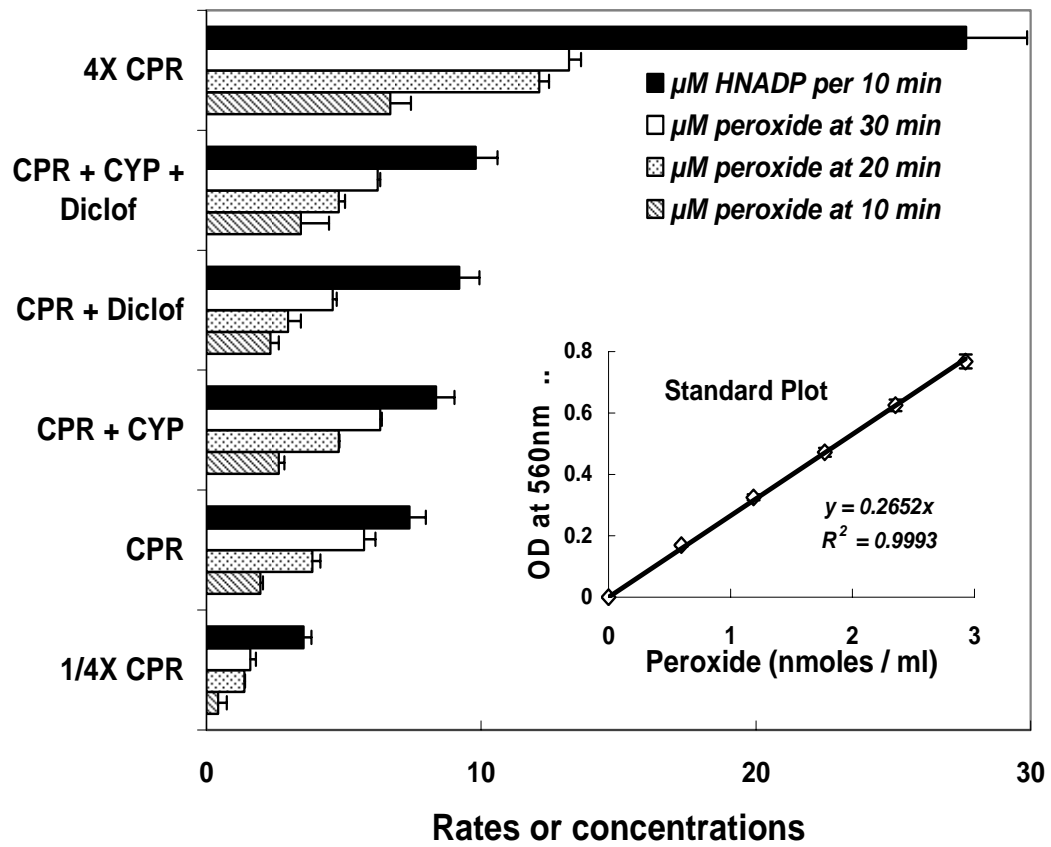 4X CPR
CPR + CYP +
Diclof
CPR + Diclof
CPR + CYP
CPR
1/4X CPR
0
10
20
30
Rates or concentrations
µM HNADP per 10 min
µM peroxide at 30 min
µM peroxide at 20 min
µM peroxide at 10 min
Standard Plot
OD at 560nm ..
0.8
0.6
0.4
0.2
0
y = 0.2652x
R² = 0.9993
0
1
2
3
Peroxide (nmoles / ml)